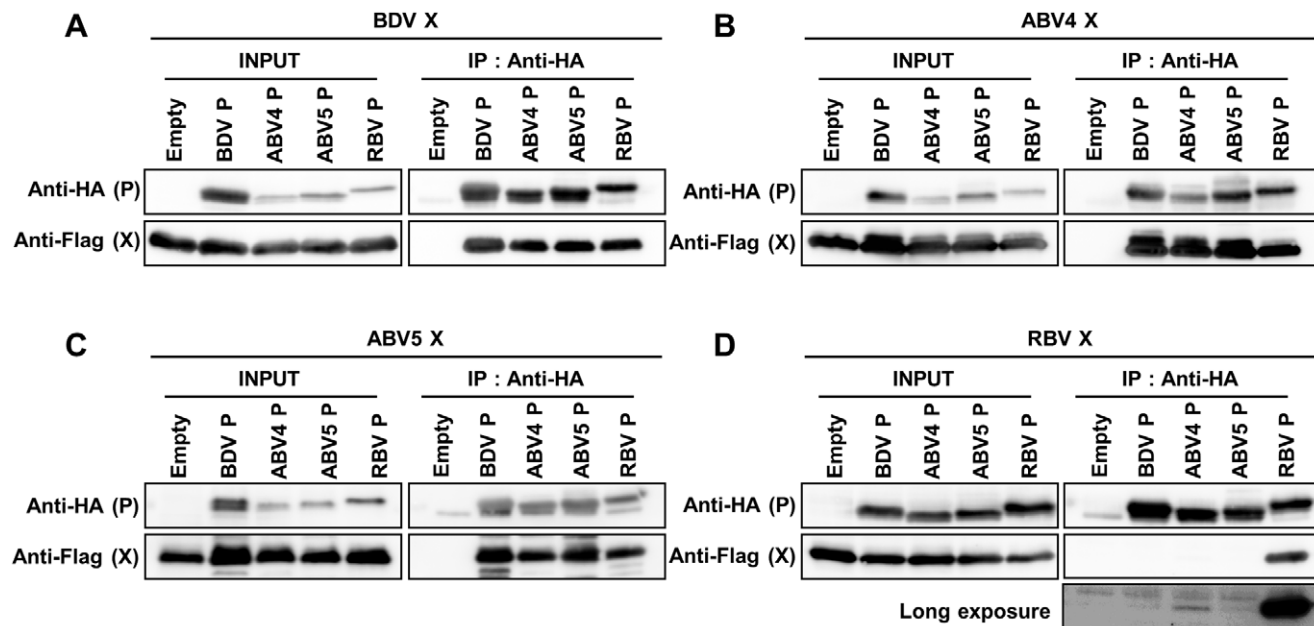 A
BDV X
INPUT
IP : Anti-HA
Empty
BDV P
ABV4 P
ABV5 P
RBV P
Empty
BDV P
ABV4 P
ABV5 P
RBV P
Anti-HA (P)
Anti-Flag (X)
B
ABV4 X
INPUT
IP : Anti-HA
Empty
BDV P
ABV4 P
ABV5 P
RBV P
Empty
BDV P
ABV4 P
ABV5 P
RBV P
Anti-HA (P)
Anti-Flag (X)
C
ABV5 X
INPUT
IP : Anti-HA
Empty
BDV P
ABV4 P
ABV5 P
RBV P
Empty
BDV P
ABV4 P
ABV5 P
RBV P
Anti-HA (P)
Anti-Flag (X)
D
RBV X
INPUT
IP : Anti-HA
Empty
BDV P
ABV4 P
ABV5 P
RBV P
Empty
BDV P
ABV4 P
ABV5 P
RBV P
Anti-HA (P)
Anti-Flag (X)
Long exposure